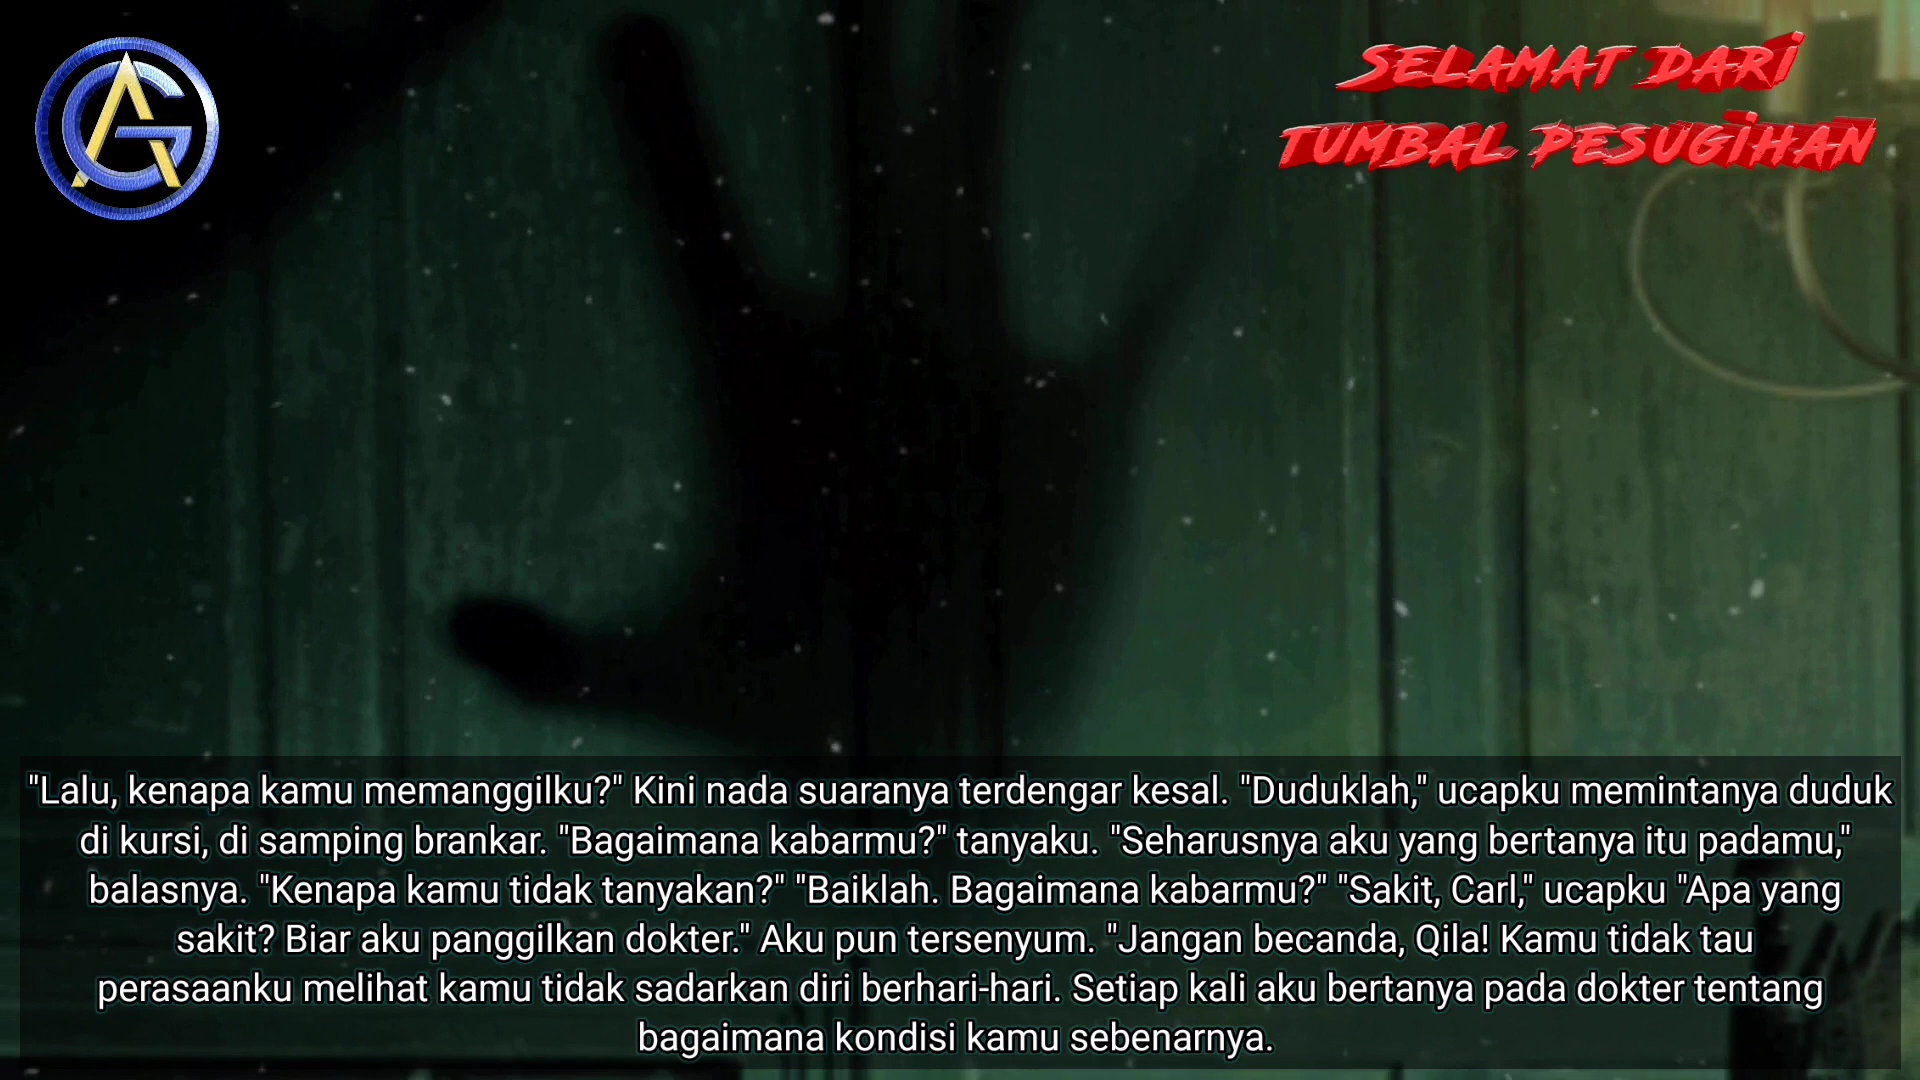 SELAMAT DARI
TUMBAL PESUGIHAN
"Lalu, kenapa kamu memanggilku?" Kini nada suaranya terdengar kesal. "Duduklah," ucapku memintanya duduk
di kursi, di samping brankar. "Bagaimana kabarmu?" tanyaku. "Seharusnya aku yang bertanya itu padamu,"
balasnya. "Kenapa kamu tidak tanyakan?" "Baiklah. Bagaimana kabarmu?" "Sakit, Carl," ucapku "Apa yang
sakit? Biar aku panggilkan dokter." Aku pun tersenyum. "Jangan becanda, Qila! Kamu tidak tau
perasaanku melihat kamu tidak sadarkan diri berhari-hari. Setiap kali aku bertanya pada dokter tentang
bagaimana kondisi kamu sebenarnya.